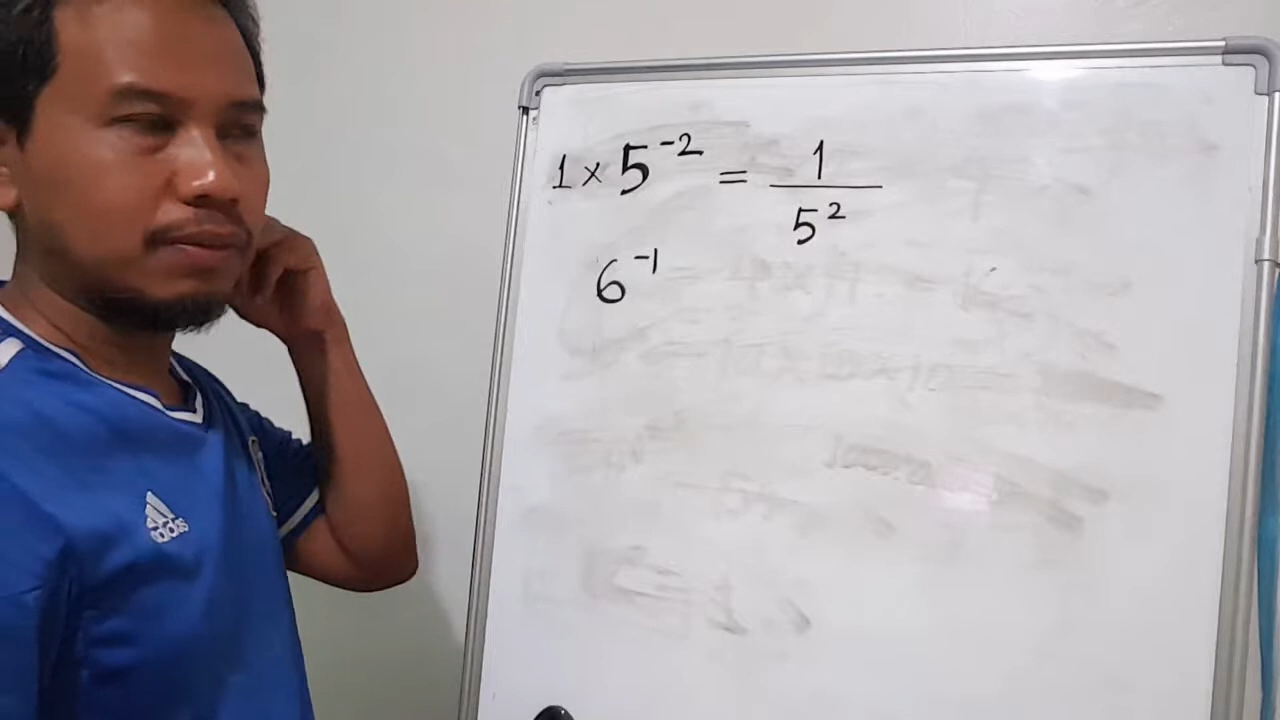 1 × 5⁻² = 1/5²
6⁻¹
adidas